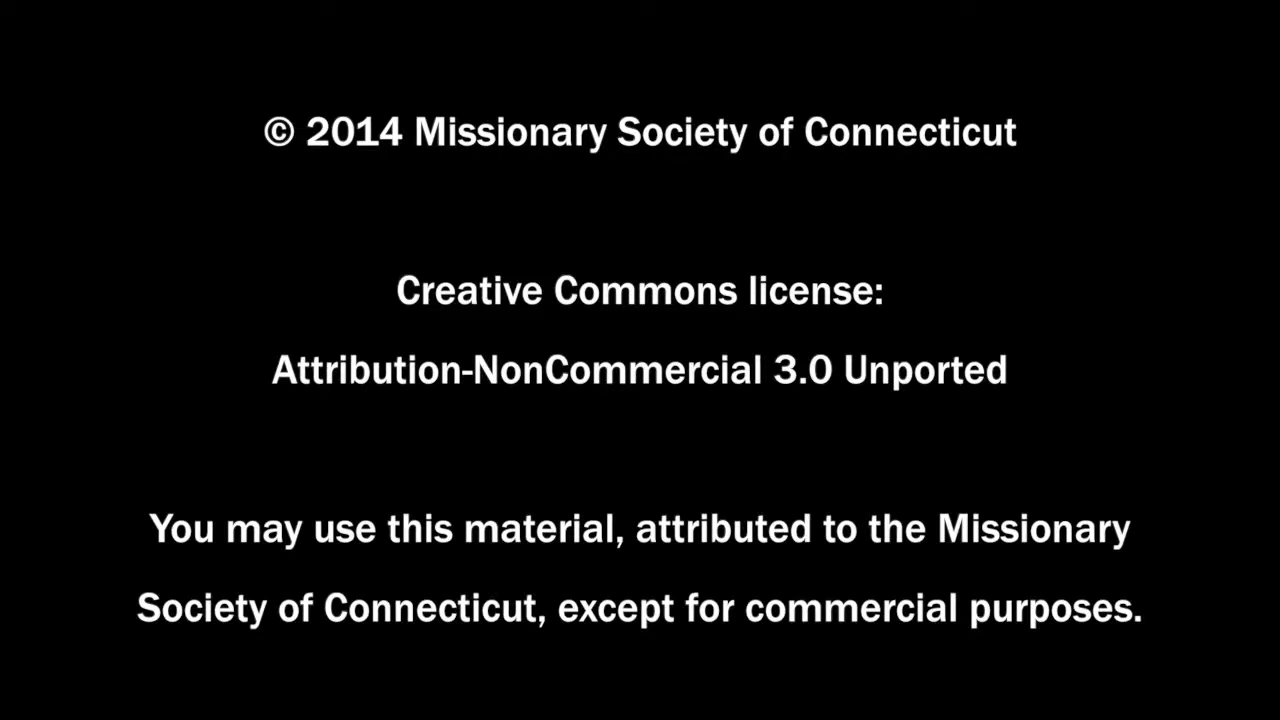 © 2014 Missionary Society of Connecticut
Creative Commons license:
Attribution-NonCommercial 3.0 Unported
You may use this material, attributed to the Missionary
Society of Connecticut, except for commercial purposes.